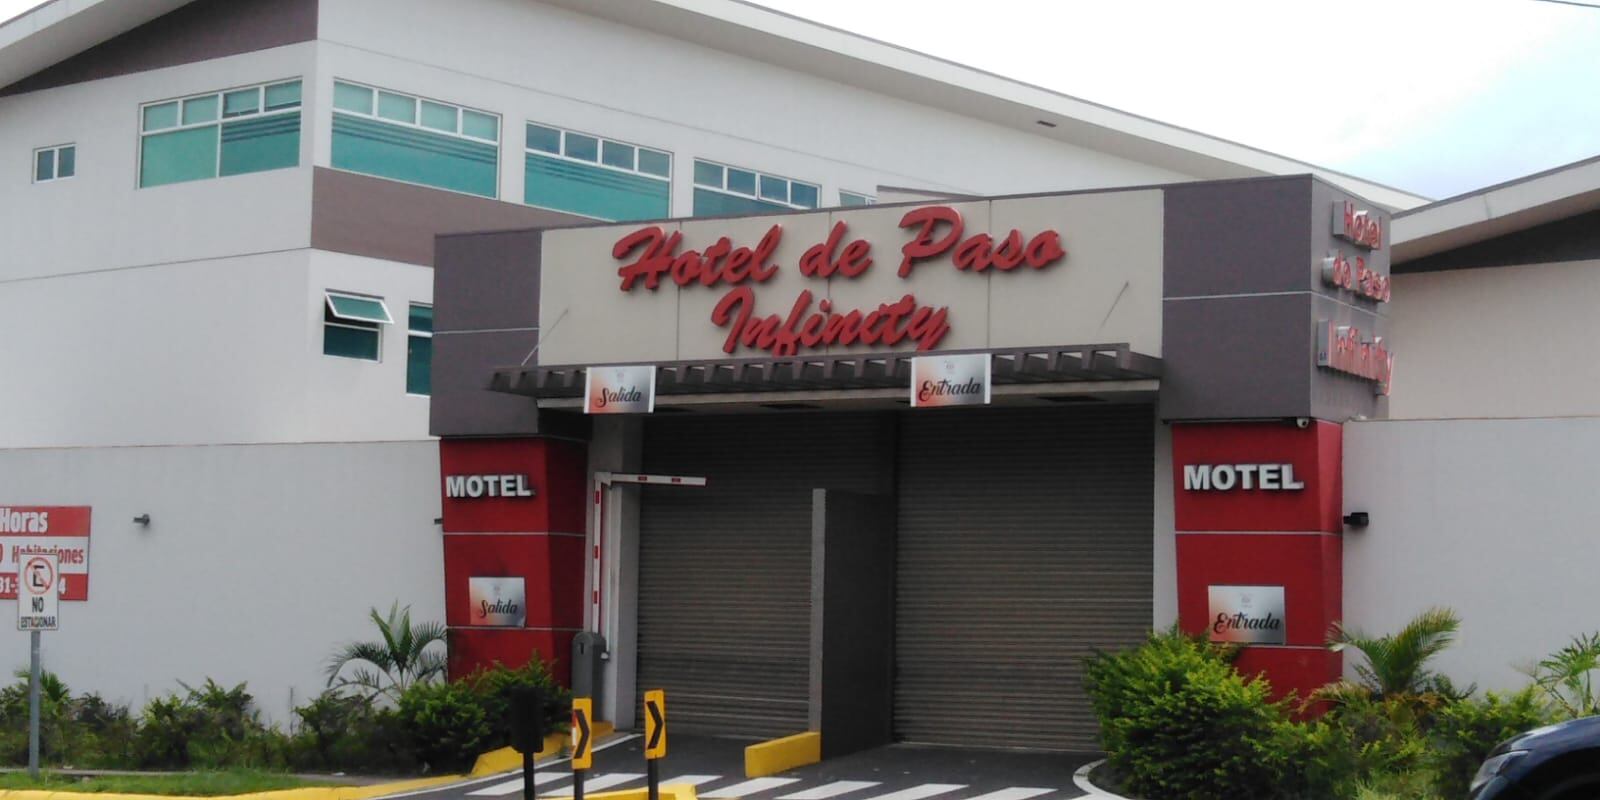 Hotel de Paso
Infinity
Hotel
de Paso
Infinity
Salida
Entrada
MOTEL
MOTEL
Horas
Habitaciones
E
NO
ESTACIONAR
Salida
Entrada